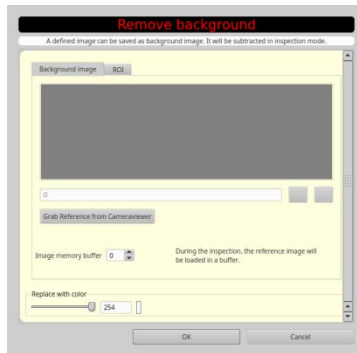 Remove background
A defined image can be saved as background image. It will be subtracted in inspection mode.
Background image ROI
0
Grab Reference from Cameraviewer
Image memory buffer 0 During the inspection, the reference image will
be loaded in a buffer.
Replace with color
254
OK Cancel